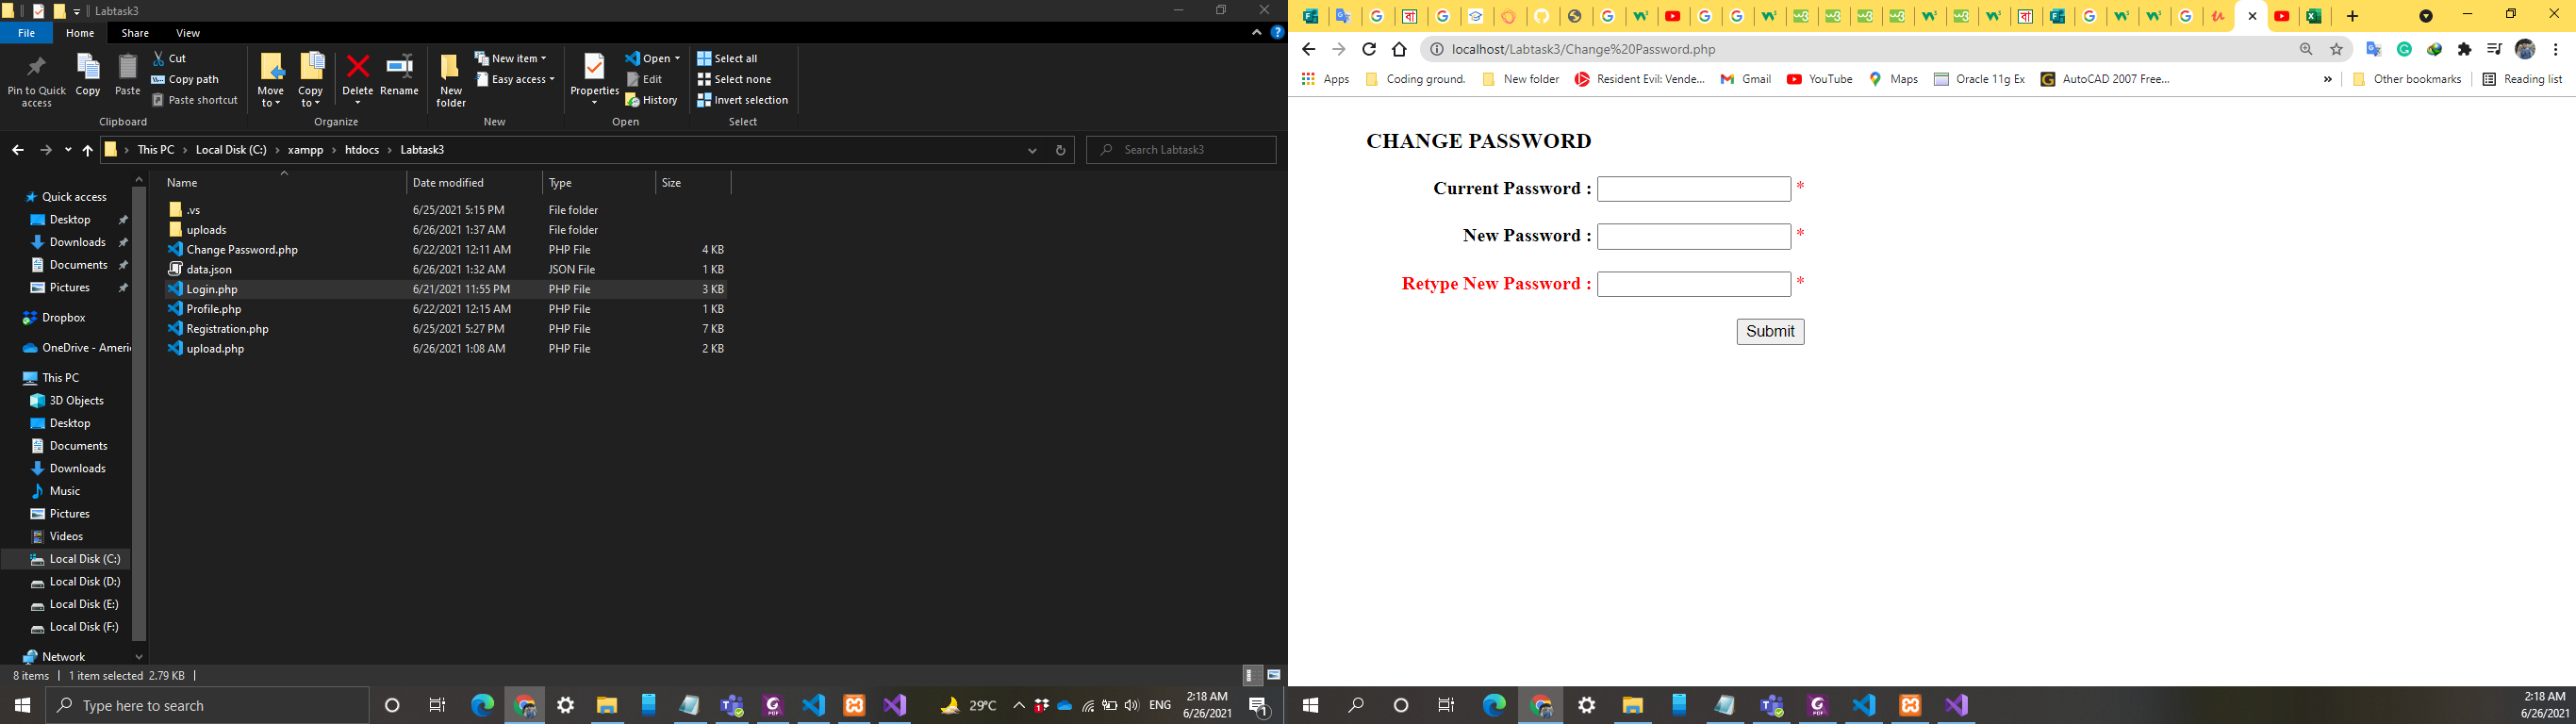 Labtask3
File Home Share View
Pin to Quick access
Copy
Paste
Cut
Copy path
Paste shortcut
Clipboard
Move to
Copy to
Delete
Rename
Organize
New folder
New item
Easy access
New
Properties
Open
Edit
History
Open
Select all
Select none
Invert selection
Select
This PC Local Disk (C:) xampp htdocs Labtask3
Search Labtask3
Quick access
Desktop
Downloads
Documents
Pictures
Dropbox
OneDrive - Ameri
This PC
3D Objects
Desktop
Documents
Downloads
Music
Pictures
Videos
Local Disk (C:)
Local Disk (D:)
Local Disk (E:)
Local Disk (F:)
Network
Name Date modified Type Size
.vs 6/25/2021 5:15 PM File folder
uploads 6/26/2021 1:37 AM File folder
Change Password.php 6/22/2021 12:11 AM PHP File 4 KB
data.json 6/26/2021 1:32 AM JSON File 1 KB
Login.php 6/21/2021 11:55 PM PHP File 3 KB
Profile.php 6/22/2021 12:15 AM PHP File 1 KB
Registration.php 6/25/2021 5:27 PM PHP File 7 KB
upload.php 6/26/2021 1:08 AM PHP File 2 KB
8 items 1 item selected 2.79 KB
Type here to search
29°C
ENG
2:18 AM
6/26/2021
localhost/Labtask3/Change%20Password.php
Apps Coding ground. New folder Resident Evil: Vende... Gmail YouTube Maps Oracle 11g Ex AutoCAD 2007 Free... » Other bookmarks Reading list
CHANGE PASSWORD
Current Password : *
New Password : *
Retype New Password : *
Submit
2:18 AM
6/26/2021